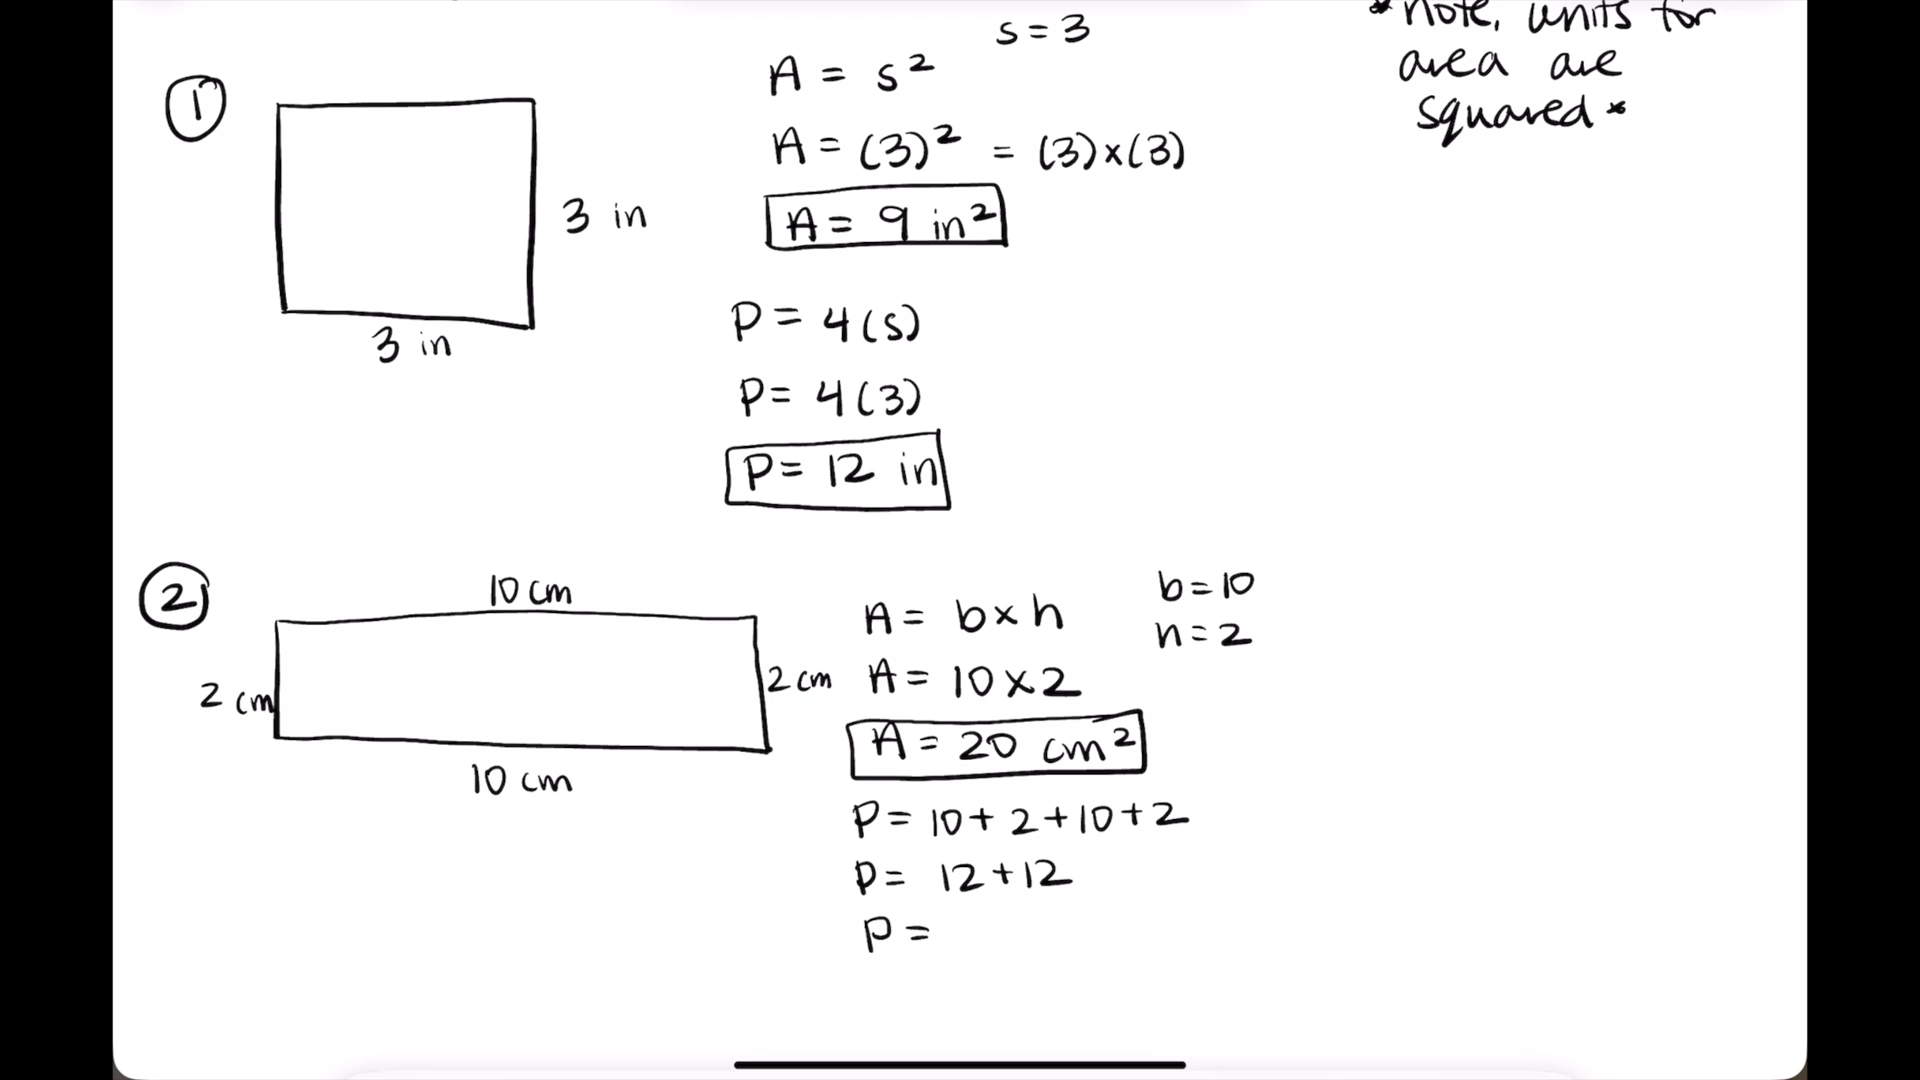 *note, units for
area are
squared*
s = 3
①
A = s²
A = (3)² = (3)×(3)
A = 9 in²
3 in
3 in
P = 4(s)
P = 4(3)
P = 12 in
②
10 cm
2 cm
2 cm
10 cm
A = b×h
b = 10
h = 2
A = 10×2
A = 20 cm²
P = 10+2+10+2
P = 12+12
P =